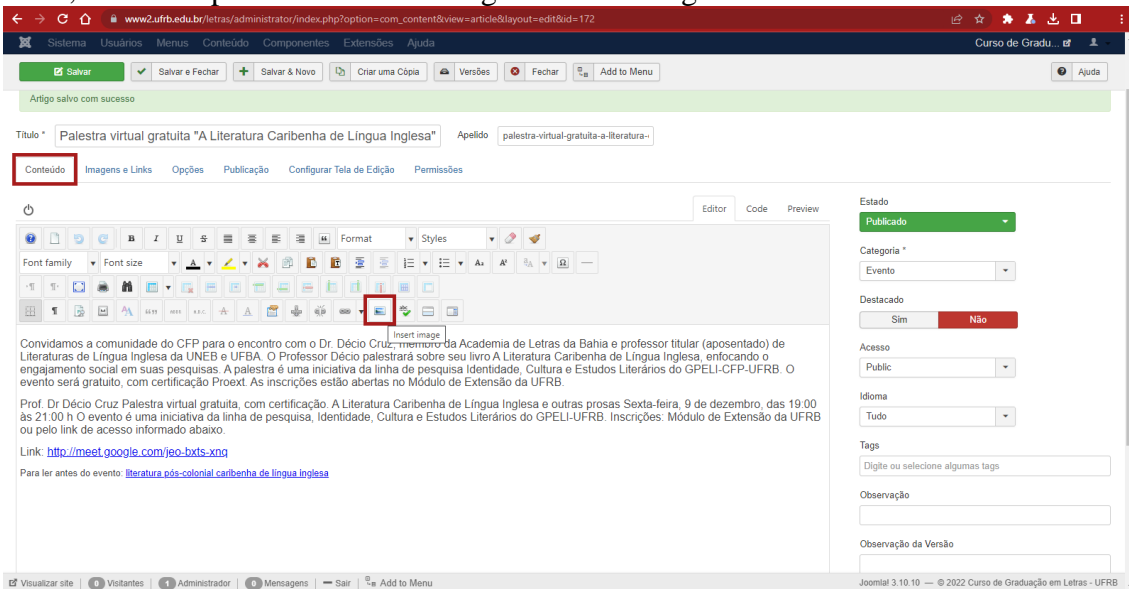 www2.ufrb.edu.br/letras/administrator/index.php?option=com_content&view=article&layout=edit&id=172
Sistema Usuários Menus Conteúdo Componentes Extensões Ajuda Curso de Gradu...
Salvar Salvar e Fechar Salvar & Novo Criar uma Cópia Versões Fechar Add to Menu Ajuda
Artigo salvo com sucesso
Título * Palestra virtual gratuita "A Literatura Caribenha de Língua Inglesa" Apelido palestra-virtual-gratuita-a-literatura-
Conteúdo Imagens e Links Opções Publicação Configurar Tela de Edição Permissões
Editor Code Preview
Format Styles
Font family Font size
Insert image
Convidamos a comunidade do CFP para o encontro com o Dr. Décio Cruz, membro da Academia de Letras da Bahia e professor titular (aposentado) de
Literaturas de Língua Inglesa da UNEB e UFBA. O Professor Décio palestrará sobre seu livro A Literatura Caribenha de Língua Inglesa, enfocando o
engajamento social em suas pesquisas. A palestra é uma iniciativa da linha de pesquisa Identidade, Cultura e Estudos Literários do GPELI-CFP-UFRB. O
evento será gratuito, com certificação Proext. As inscrições estão abertas no Módulo de Extensão da UFRB.
Prof. Dr Décio Cruz Palestra virtual gratuita, com certificação. A Literatura Caribenha de Língua Inglesa e outras prosas Sexta-feira, 9 de dezembro, das 19:00
às 21:00 h O evento é uma iniciativa da linha de pesquisa, Identidade, Cultura e Estudos Literários do GPELI-UFRB. Inscrições: Módulo de Extensão da UFRB
ou pelo link de acesso informado abaixo.
Link: http://meet.google.com/jeo-bxts-xnq
Para ler antes do evento: literatura pós-colonial caribenha de língua inglesa
Estado
Publicado
Categoria *
Evento
Destacado
Sim Não
Acesso
Public
Idioma
Tudo
Tags
Digite ou selecione algumas tags
Observação
Observação da Versão
Visualizar site 0 Visitantes 1 Administrador 0 Mensagens Sair Add to Menu Joomla! 3.10.10 — © 2022 Curso de Graduação em Letras - UFRB